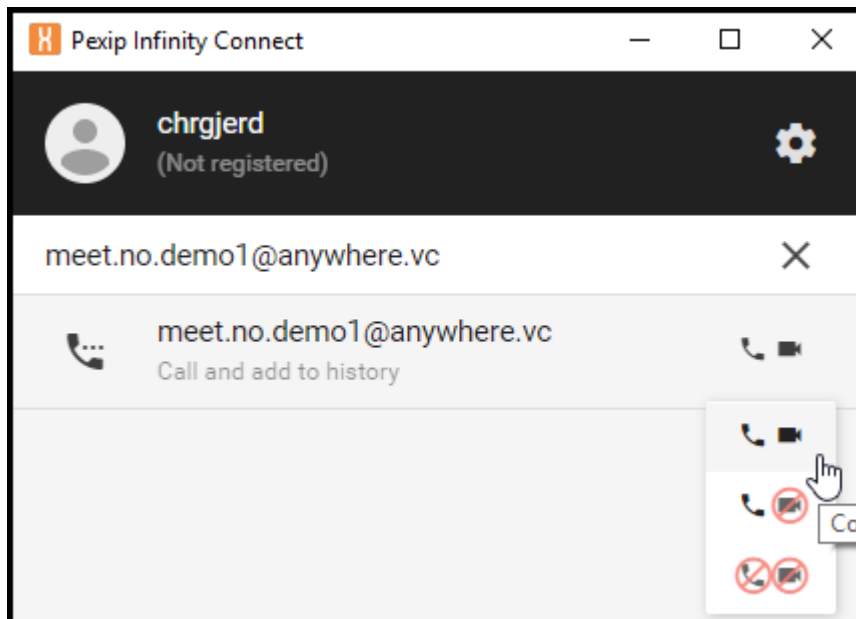 Pexip Infinity Connect
chrgjerd
(Not registered)
meet.no.demo1@anywhere.vc
meet.no.demo1@anywhere.vc
Call and add to history
Co